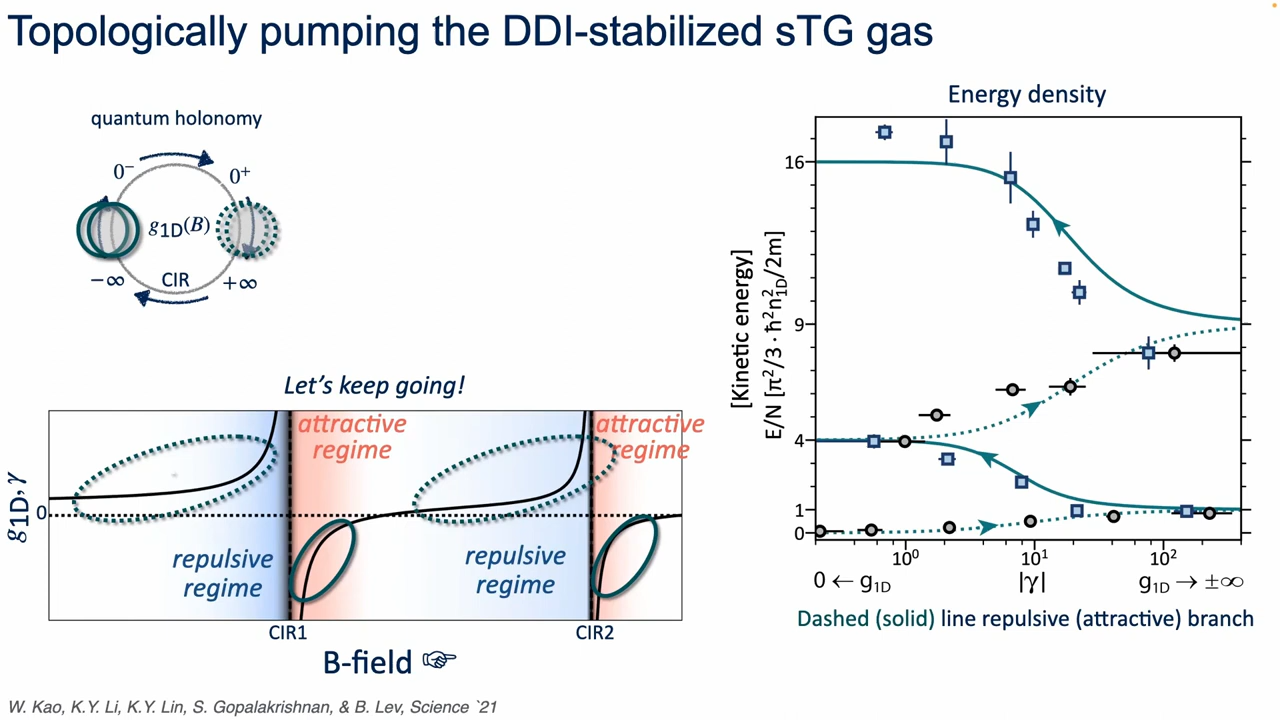 Topologically pumping the DDI-stabilized sTG gas
quantum holonomy
0⁻
0⁺
g1D(B)
−∞
CIR
+∞
Let's keep going!
attractive
regime
attractive
regime
g1D, γ
0
repulsive
regime
repulsive
regime
CIR1
CIR2
B-field ☞
Energy density
[Kinetic energy]
E/N [π²/3 · ħ²n²1D/2m]
16
9
4
1
0
10⁰
10¹
10²
0 ← g1D
|γ|
g1D → ±∞
Dashed (solid) line repulsive (attractive) branch
W. Kao, K.Y. Li, K.Y. Lin, S. Gopalakrishnan, & B. Lev, Science `21